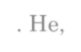 . He,